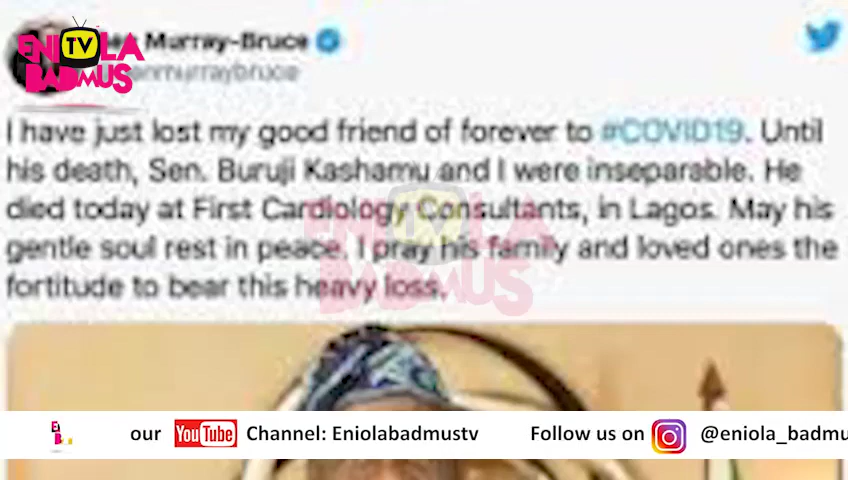 ENIOLA
TV
BADMUS
Murray-Bruce
I have just lost my good friend of forever to #COVID19. Until
his death, Sen. Buruji Kashamu and I were inseparable. He
died today at First Cardiology Consultants, in Lagos. May his
gentle soul rest in peace. I pray his family and loved ones the
fortitude to bear this heavy loss.
ENIOLA
TV
BADMUS
our YouTube Channel: Eniolabadmustv Follow us on @eniola_badmu